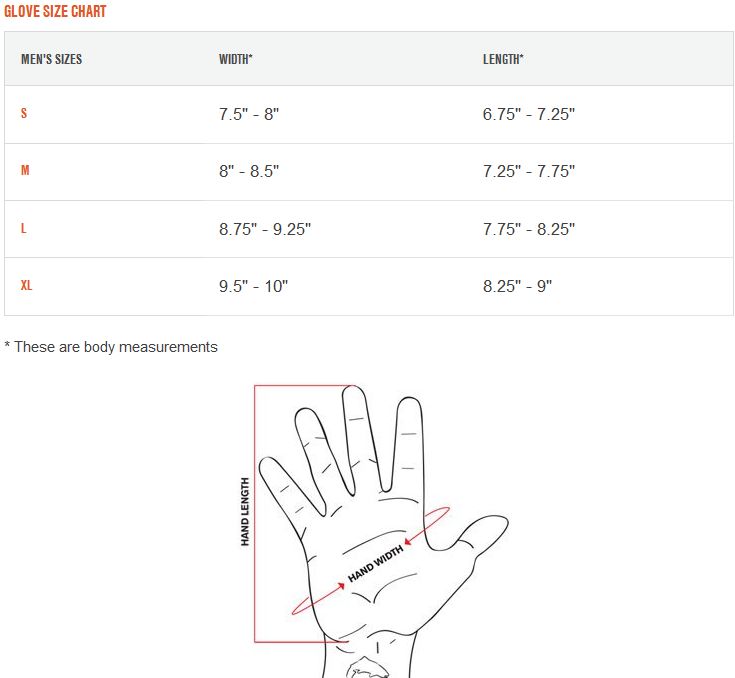 GLOVE SIZE CHART
MEN'S SIZES WIDTH* LENGTH*
S 7.5" - 8" 6.75" - 7.25"
M 8" - 8.5" 7.25" - 7.75"
L 8.75" - 9.25" 7.75" - 8.25"
XL 9.5" - 10" 8.25" - 9"
* These are body measurements
HAND LENGTH
HAND WIDTH